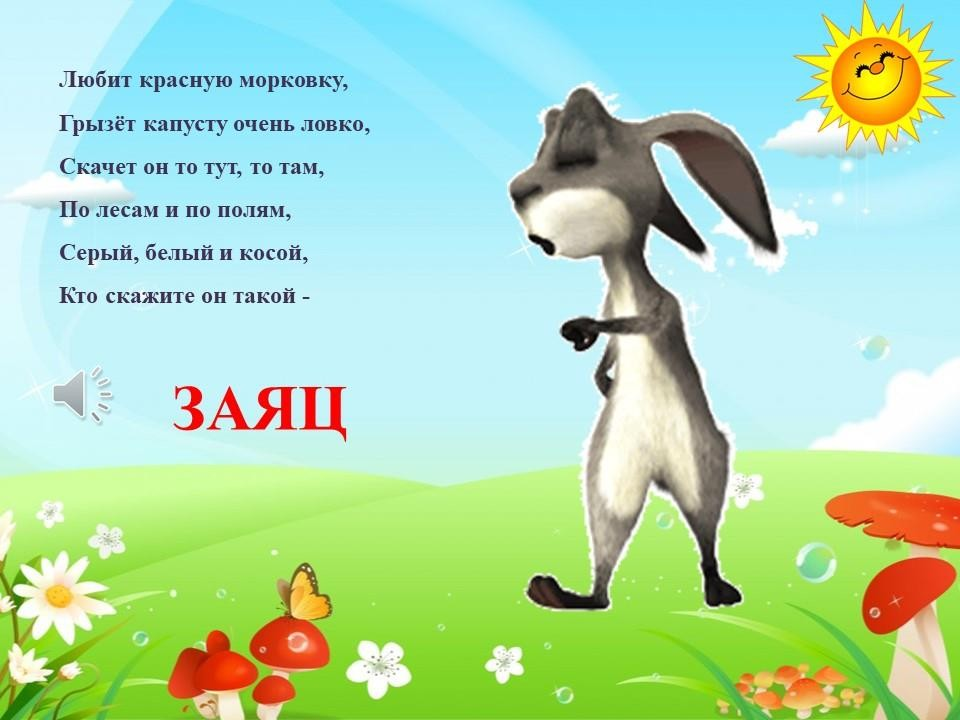 Любит красную морковку,
Грызёт капусту очень ловко,
Скачет он то тут, то там,
По лесам и по полям,
Серый, белый и косой,
Кто скажите он такой -
ЗАЯЦ